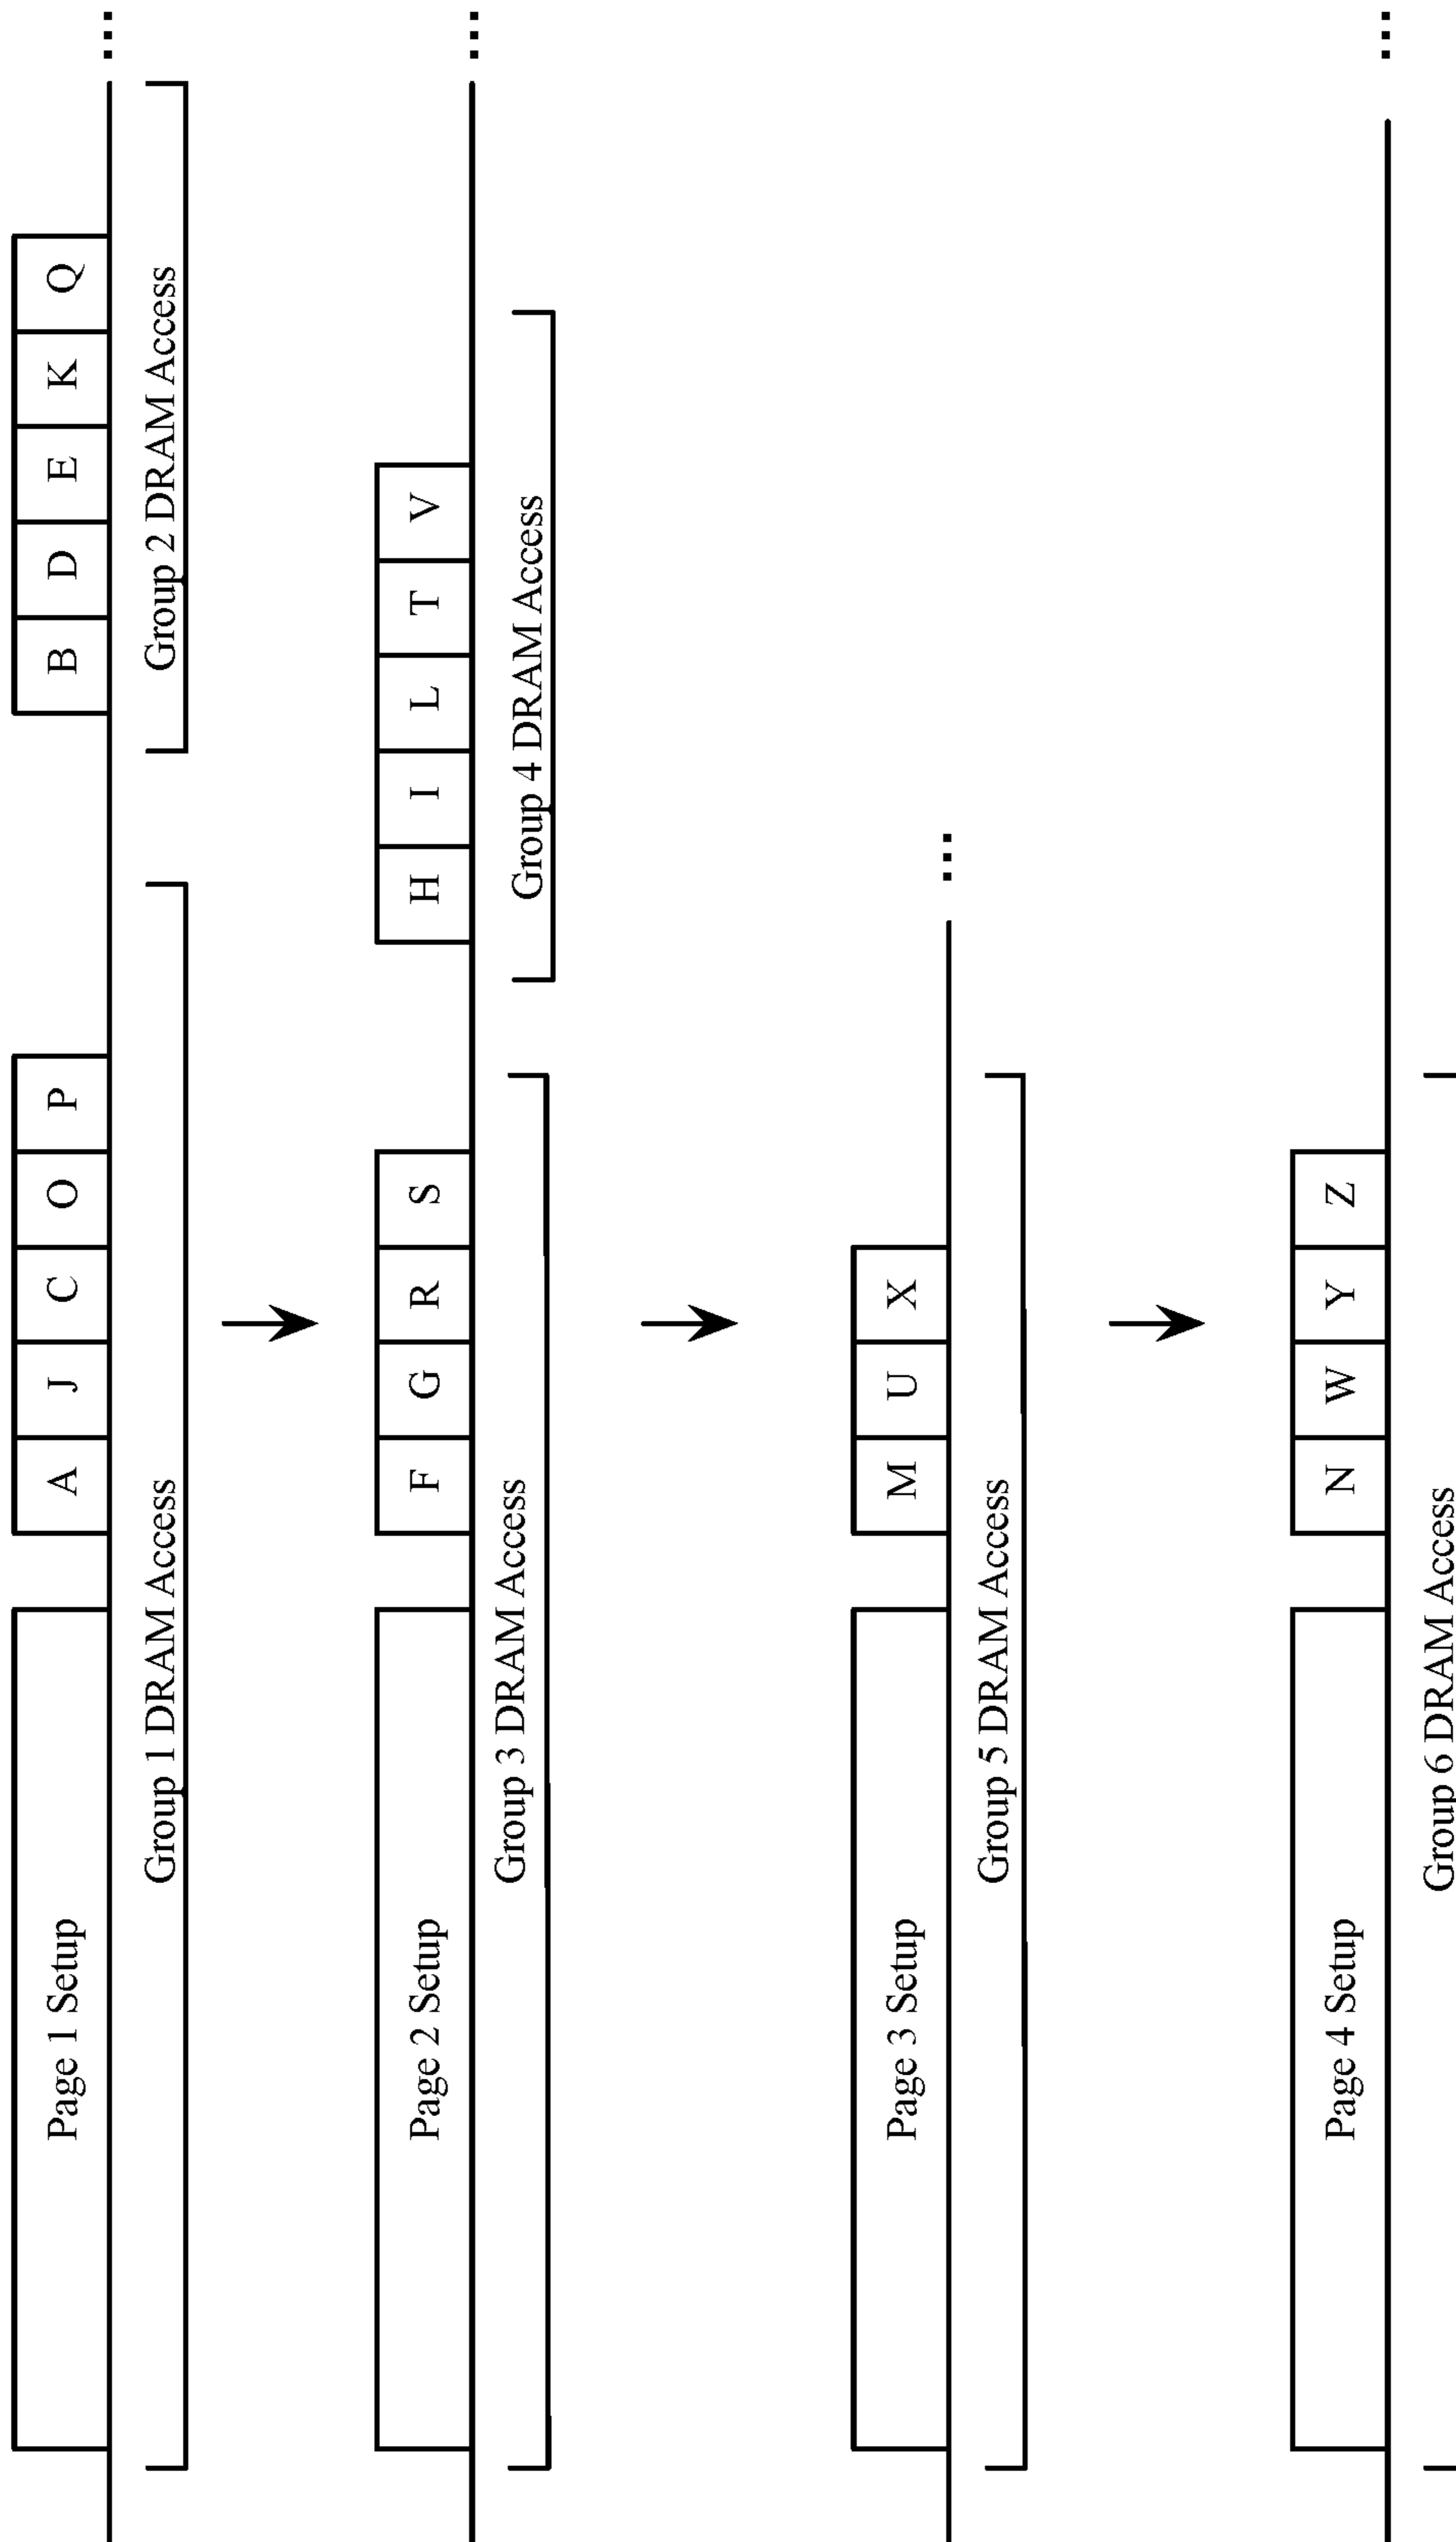 Page 1 Setup A J C O P B D E K Q ...
Group 1 DRAM Access Group 2 DRAM Access
Page 2 Setup F G R S H I L T V ...
Group 3 DRAM Access Group 4 DRAM Access
Page 3 Setup M U X ...
Group 5 DRAM Access
Page 4 Setup N W Y Z ...
Group 6 DRAM Access